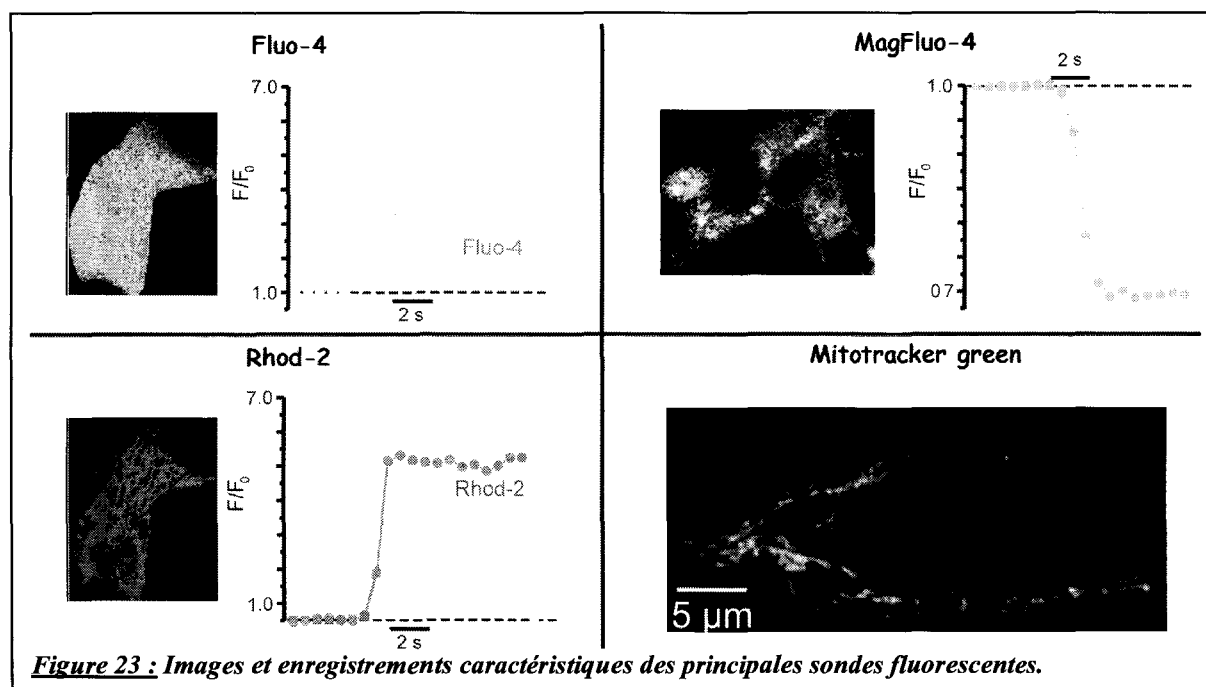 Fluo-4
7.0
F/F0
1.0
Fluo-4
2 s
MagFluo-4
2 s
1.0
F/F0
07
Rhod-2
7.0
F/F0
1.0
Rhod-2
2 s
Mitotracker green
5 µm
Figure 23 : Images et enregistrements caractéristiques des principales sondes fluorescentes.